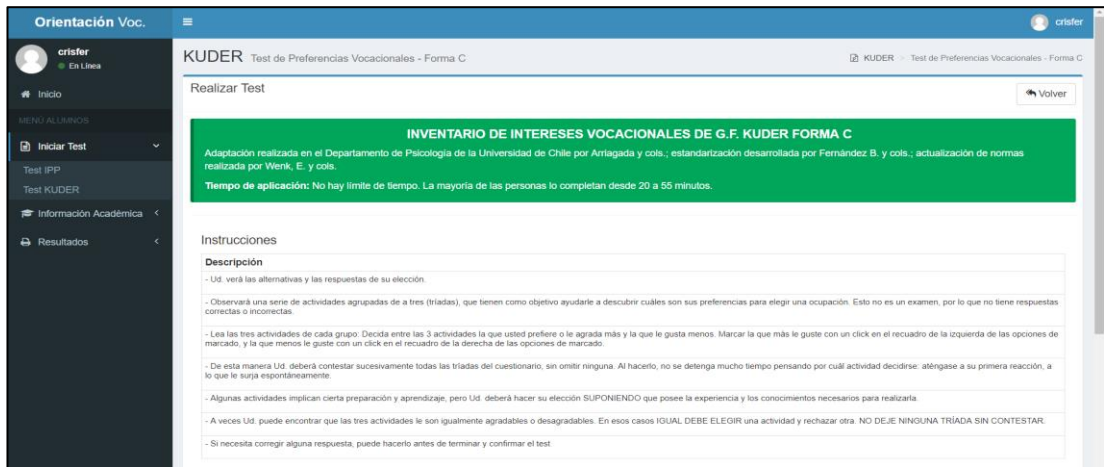 Orientación Voc.
crisfer
crisfer
En Línea
KUDER Test de Preferencias Vocacionales - Forma C
KUDER > Test de Preferencias Vocacionales - Forma C
Inicio
MENÚ ALUMNOS
Iniciar Test
Test IPP
Test KUDER
Información Académica
Resultados
Realizar Test
Volver
INVENTARIO DE INTERESES VOCACIONALES DE G.F. KUDER FORMA C
Adaptación realizada en el Departamento de Psicología de la Universidad de Chile por Arriagada y cols.; estandarización desarrollada por Fernández B. y cols.; actualización de normas
realizada por Wenk, E. y cols.
Tiempo de aplicación: No hay límite de tiempo. La mayoría de las personas lo completan desde 20 a 55 minutos.
Instrucciones
Descripción
- Ud. verá las alternativas y las respuestas de su elección.
- Observará una serie de actividades agrupadas de a tres (tríadas), que tienen como objetivo ayudarle a descubrir cuáles son sus preferencias para elegir una ocupación. Esto no es un examen, por lo que no tiene respuestas
correctas o incorrectas.
- Lea las tres actividades de cada grupo: Decida entre las 3 actividades la que usted prefiere o le agrada más y la que le gusta menos. Marcar la que más le guste con un click en el recuadro de la izquierda de las opciones de
marcado, y la que menos le guste con un click en el recuadro de la derecha de las opciones de marcado.
- De esta manera Ud. deberá contestar sucesivamente todas las tríadas del cuestionario, sin omitir ninguna. Al hacerlo, no se detenga mucho tiempo pensando por cuál actividad decidirse: aténgase a su primera reacción, a
lo que le surja espontáneamente.
- Algunas actividades implican cierta preparación y aprendizaje, pero Ud. deberá hacer su elección SUPONIENDO que posee la experiencia y los conocimientos necesarios para realizarla.
- A veces Ud. puede encontrar que las tres actividades le son igualmente agradables o desagradables. En esos casos IGUAL DEBE ELEGIR una actividad y rechazar otra. NO DEJE NINGUNA TRÍADA SIN CONTESTAR.
- Si necesita corregir alguna respuesta, puede hacerlo antes de terminar y confirmar el test